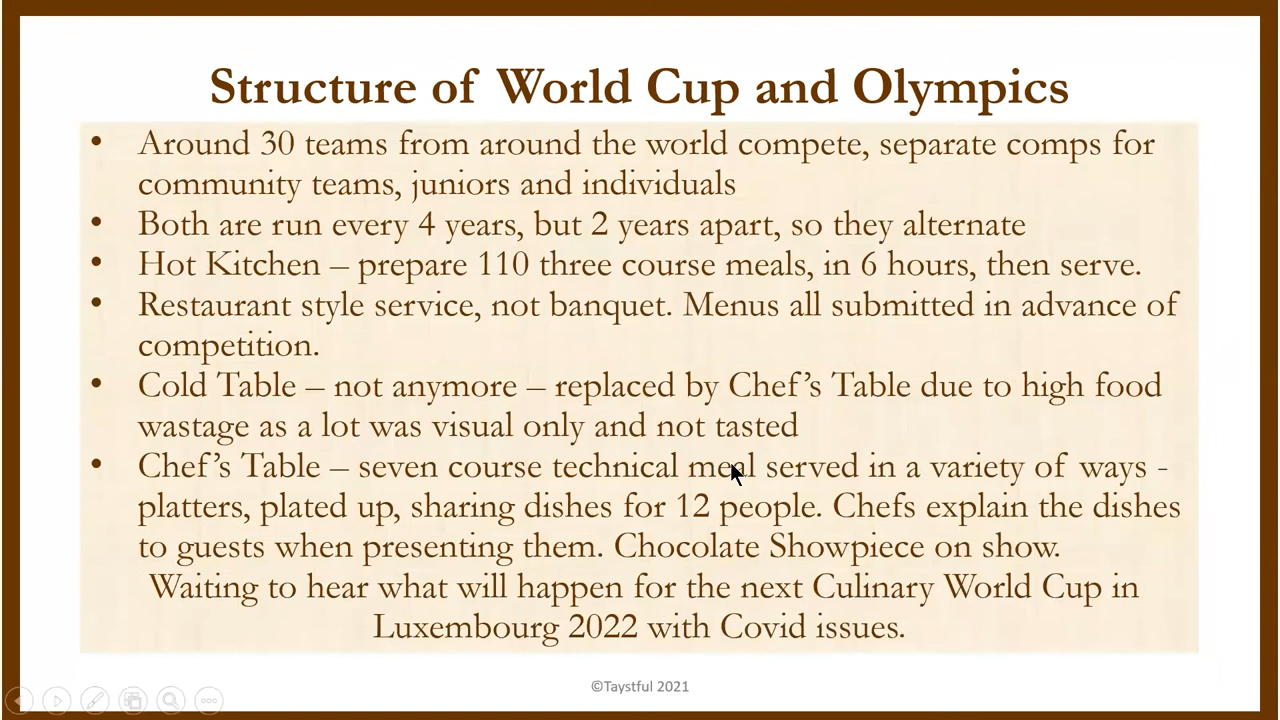 Structure of World Cup and Olympics
• Around 30 teams from around the world compete, separate comps for
community teams, juniors and individuals
• Both are run every 4 years, but 2 years apart, so they alternate
• Hot Kitchen – prepare 110 three course meals, in 6 hours, then serve.
• Restaurant style service, not banquet. Menus all submitted in advance of
competition.
• Cold Table – not anymore – replaced by Chef's Table due to high food
wastage as a lot was visual only and not tasted
• Chef's Table – seven course technical meal served in a variety of ways -
platters, plated up, sharing dishes for 12 people. Chefs explain the dishes
to guests when presenting them. Chocolate Showpiece on show.
Waiting to hear what will happen for the next Culinary World Cup in
Luxembourg 2022 with Covid issues.
©Taystful 2021